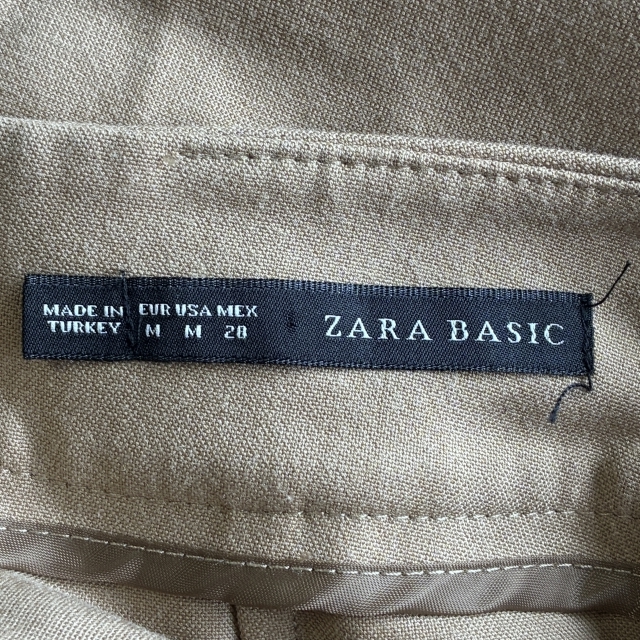 MADE IN EUR USA MEX
TURKEY M M 28
ZARA BASIC